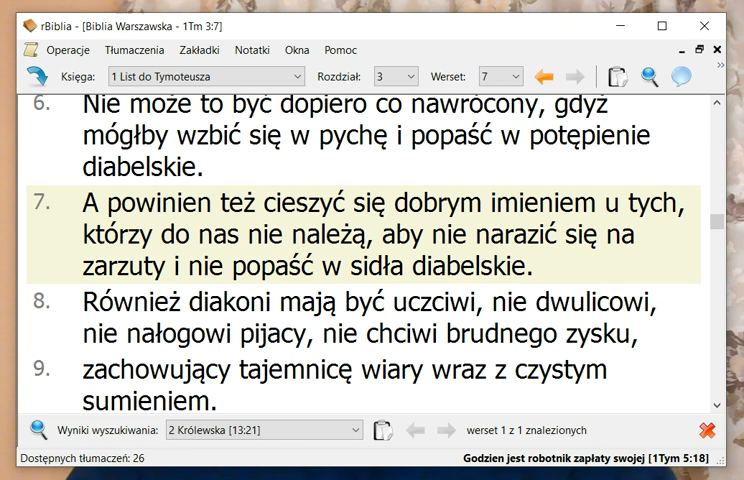 rBiblia - [Biblia Warszawska - 1Tm 3:7]
Operacje Tłumaczenia Zakładki Notatki Okna Pomoc
Księga: 1 List do Tymoteusza Rozdział: 3 Werset: 7
6. Nie może to być dopiero co nawrócony, gdyż
mógłby wzbić się w pychę i popaść w potępienie
diabelskie.
7. A powinien też cieszyć się dobrym imieniem u tych,
którzy do nas nie należą, aby nie narazić się na
zarzuty i nie popaść w sidła diabelskie.
8. Również diakoni mają być uczciwi, nie dwulicowi,
nie nałogowi pijacy, nie chciwi brudnego zysku,
9. zachowujący tajemnicę wiary wraz z czystym
sumieniem.
Wyniki wyszukiwania: 2 Królewska [13:21] werset 1 z 1 znalezionych
Dostępnych tłumaczeń: 26 Godzien jest robotnik zapłaty swojej [1Tym 5:18]